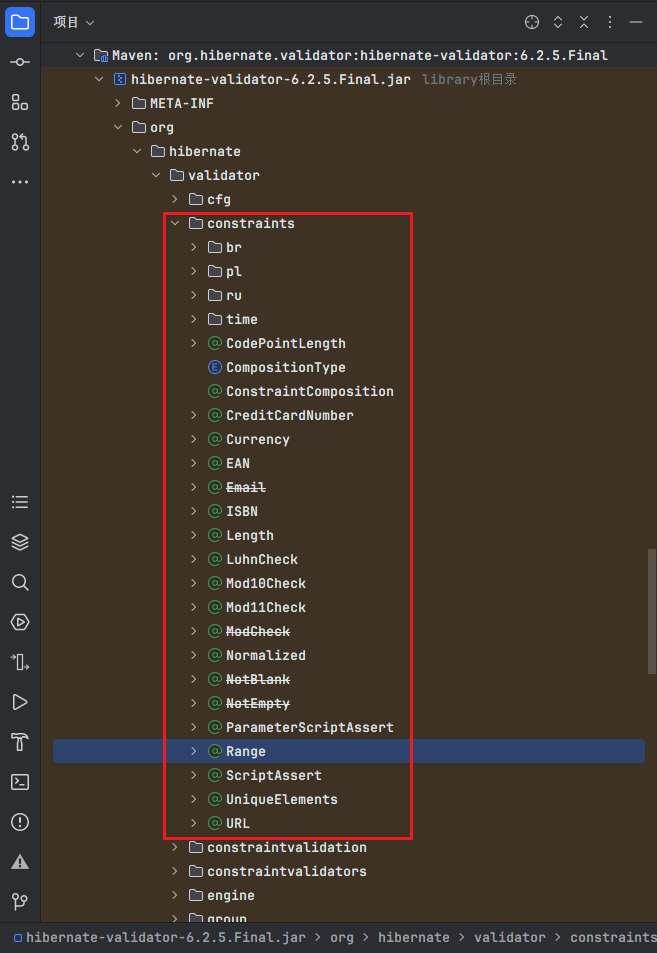 项目
Maven: org.hibernate.validator:hibernate-validator:6.2.5.Final
hibernate-validator-6.2.5.Final.jar library根目录
META-INF
org
hibernate
validator
cfg
constraints
br
pl
ru
time
CodePointLength
CompositionType
ConstraintComposition
CreditCardNumber
Currency
EAN
Email
ISBN
Length
LuhnCheck
Mod10Check
Mod11Check
ModCheck
Normalized
NotBlank
NotEmpty
ParameterScriptAssert
Range
ScriptAssert
UniqueElements
URL
constraintvalidation
constraintvalidators
engine
group
hibernate-validator-6.2.5.Final.jar > org > hibernate > validator > constraints